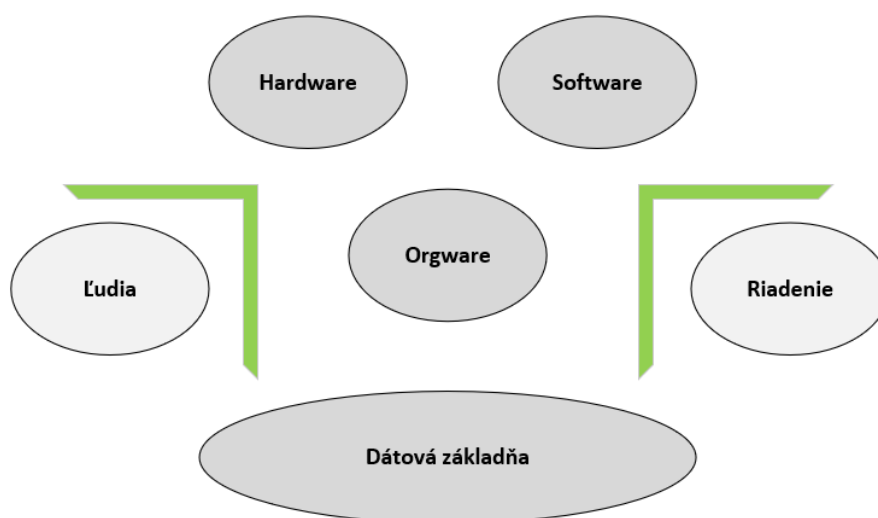 Hardware
Software
Orgware
Ľudia
Riadenie
Dátová základňa